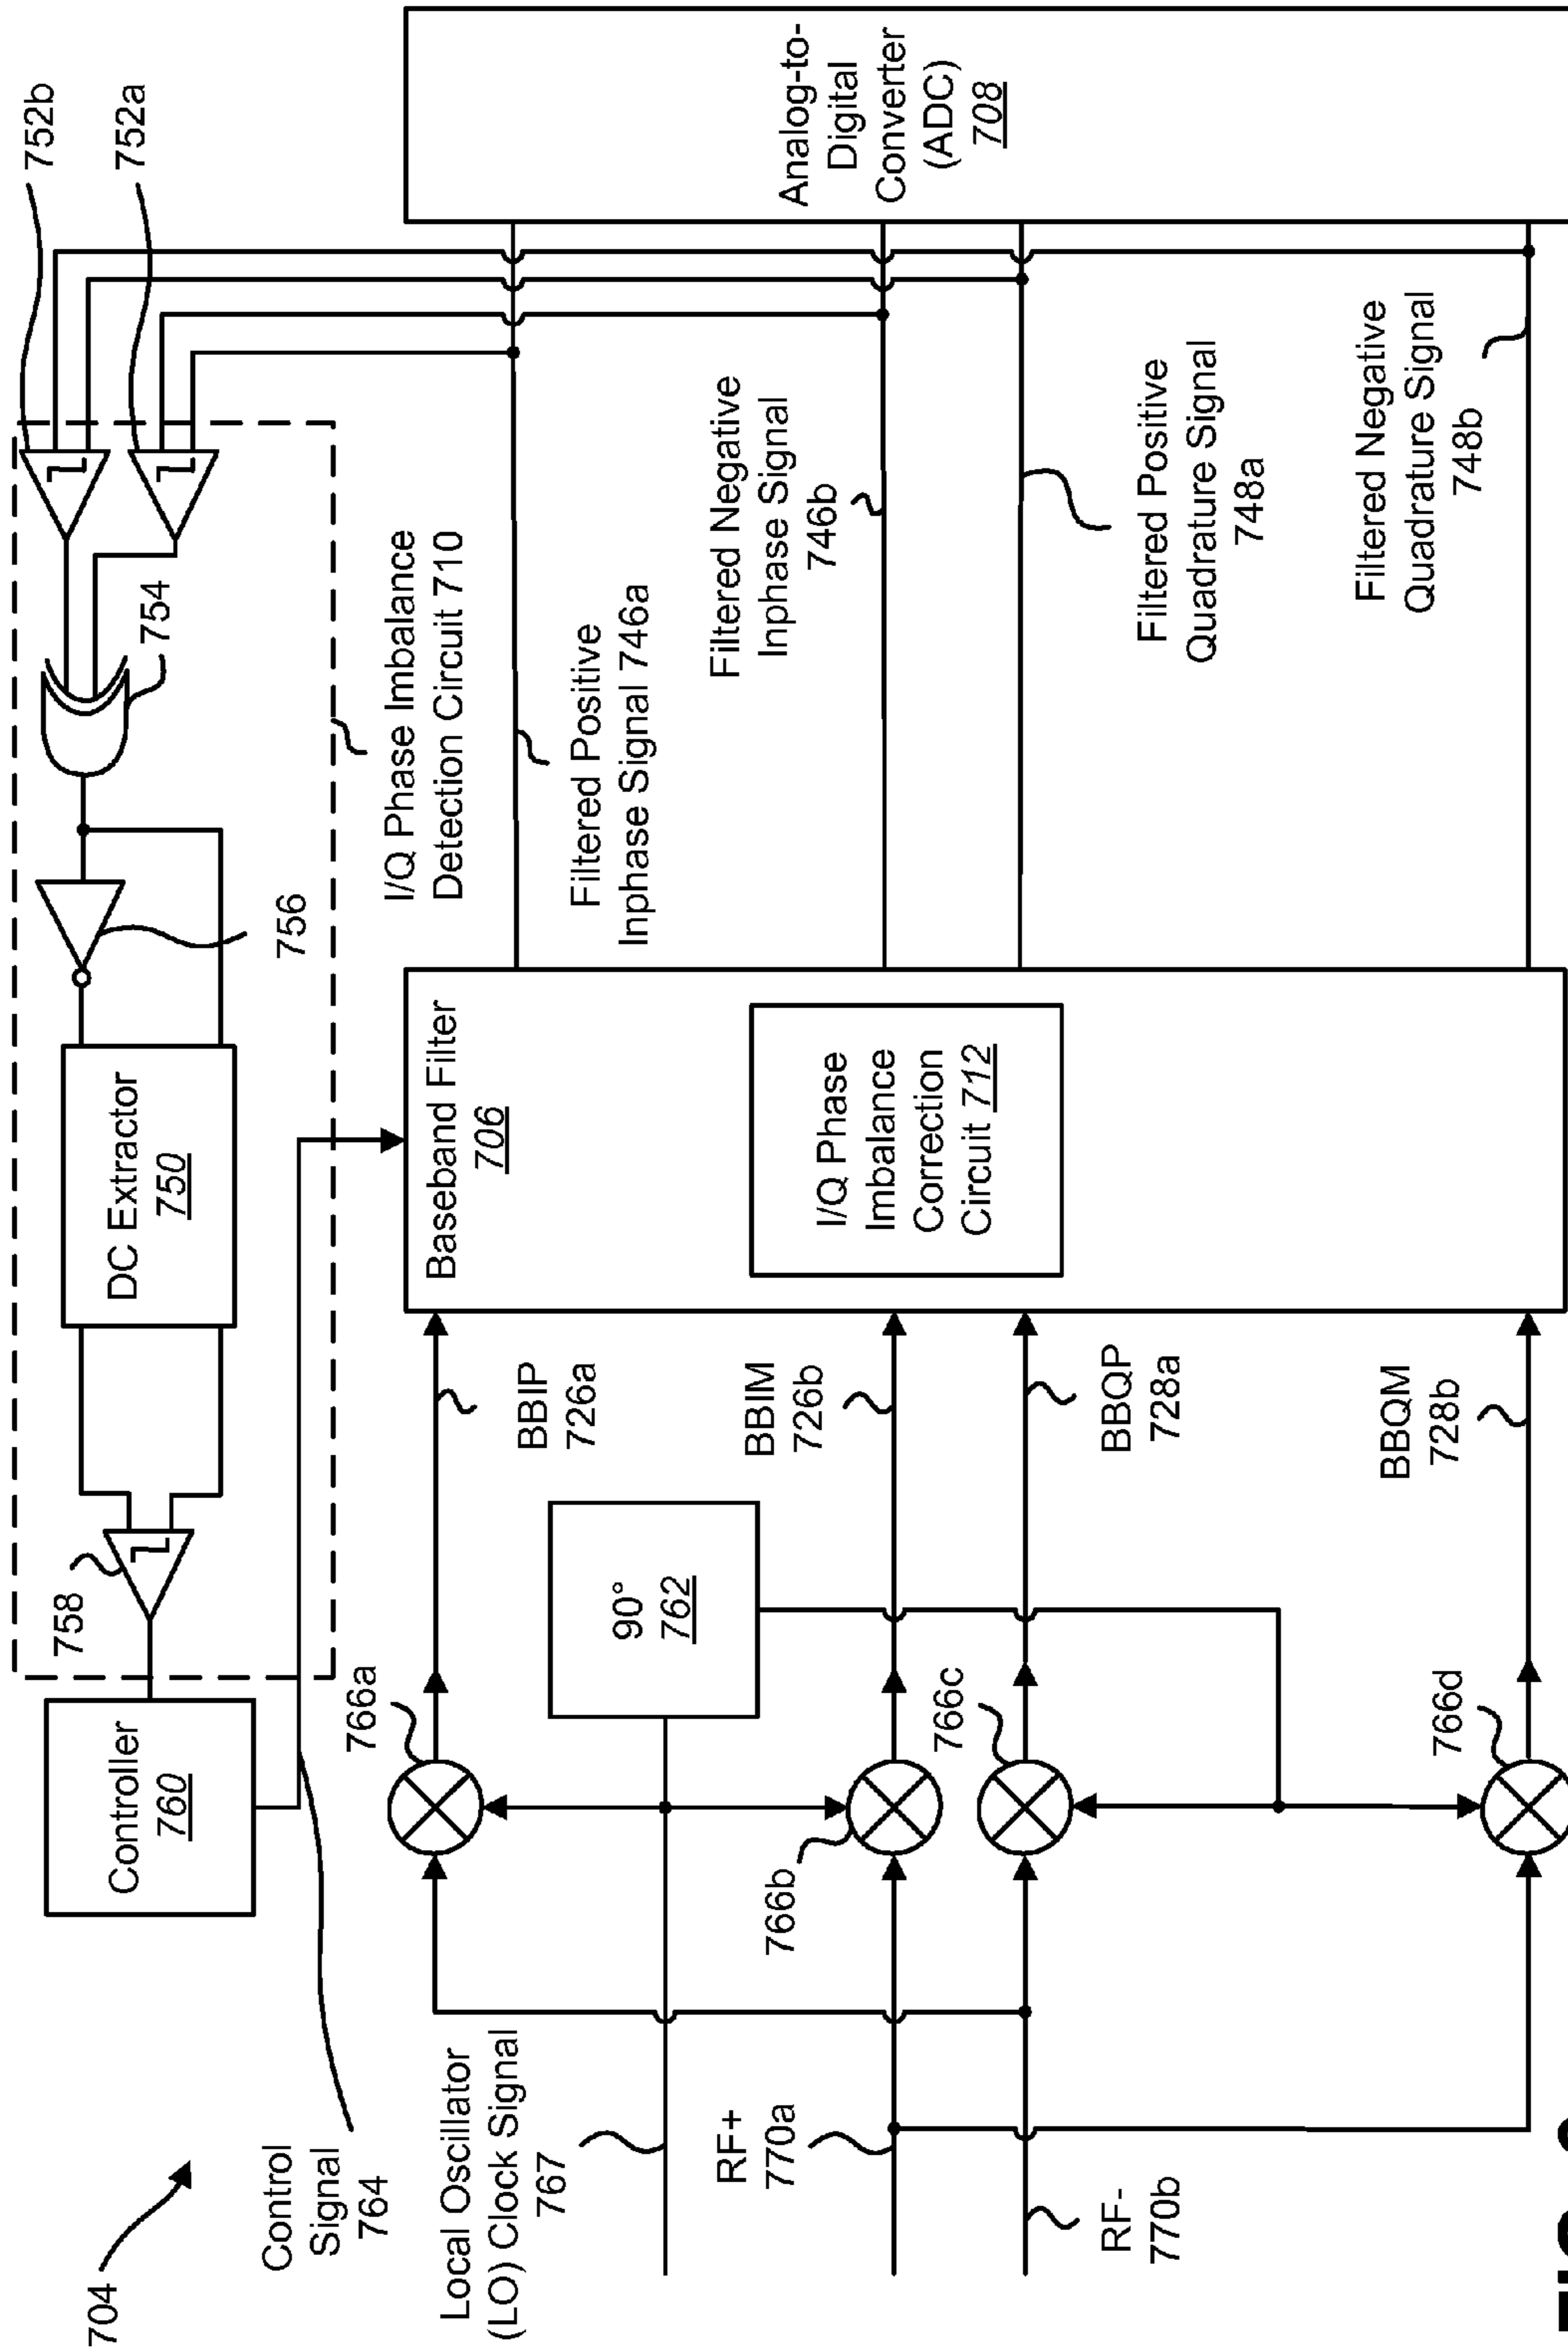 704
Controller
760
758
DC Extractor
750
756
754
752b
752a
I/Q Phase Imbalance
Detection Circuit 710
Control
Signal
764
Local Oscillator
(LO) Clock Signal
767
RF+
770a
RF-
770b
766a
766b
766c
766d
90°
762
BBIP
726a
BBIM
726b
BBQP
728a
BBQM
728b
Baseband Filter
706
I/Q Phase
Imbalance
Correction
Circuit 712
Filtered Positive
Inphase Signal 746a
Filtered Negative
Inphase Signal
746b
Filtered Positive
Quadrature Signal
748a
Filtered Negative
Quadrature Signal
748b
Analog-to-
Digital
Converter
(ADC)
708